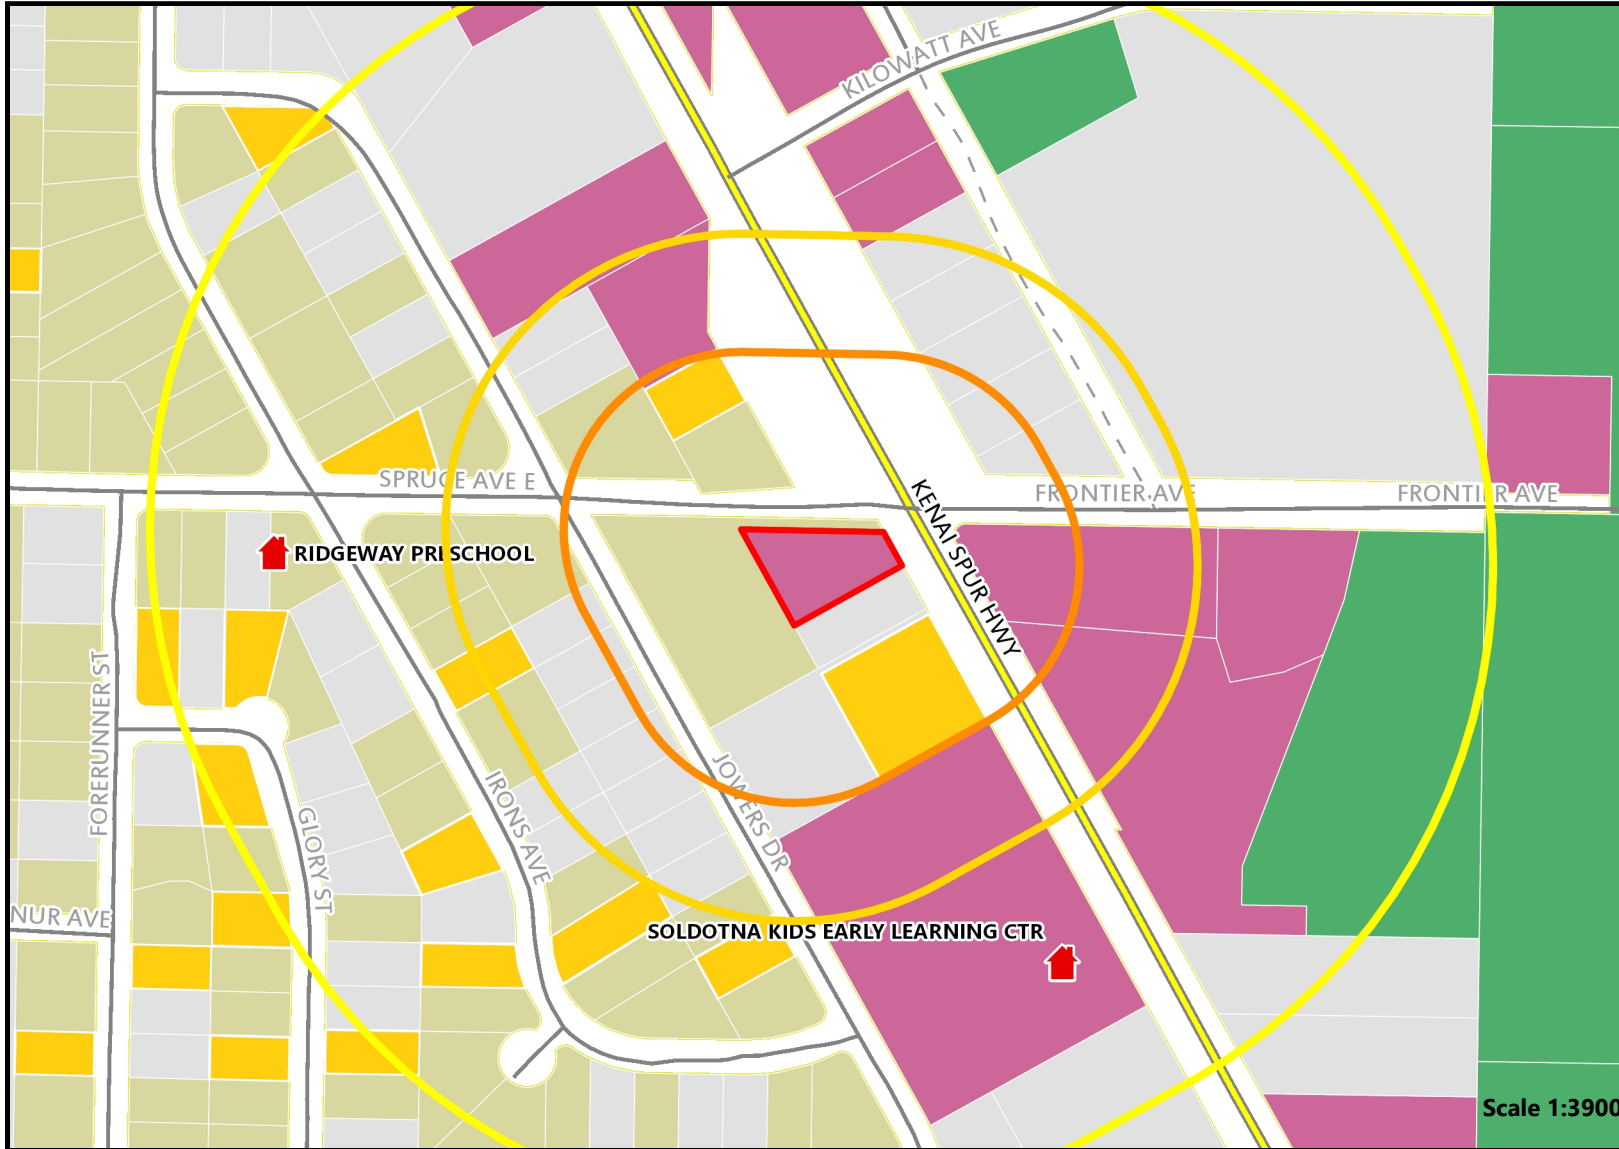 KILOWATT AVE
SPRUCE AVE E
KENAI SPUR HWY
FRONTIER AVE
FRONTIER AVE
RIDGEWAY PRESCHOOL
FORERUNNER ST
GLORY ST
IRONS AVE
JOWERS DR
NUR AVE
SOLDOTNA KIDS EARLY LEARNING CTR
Scale 1:3900